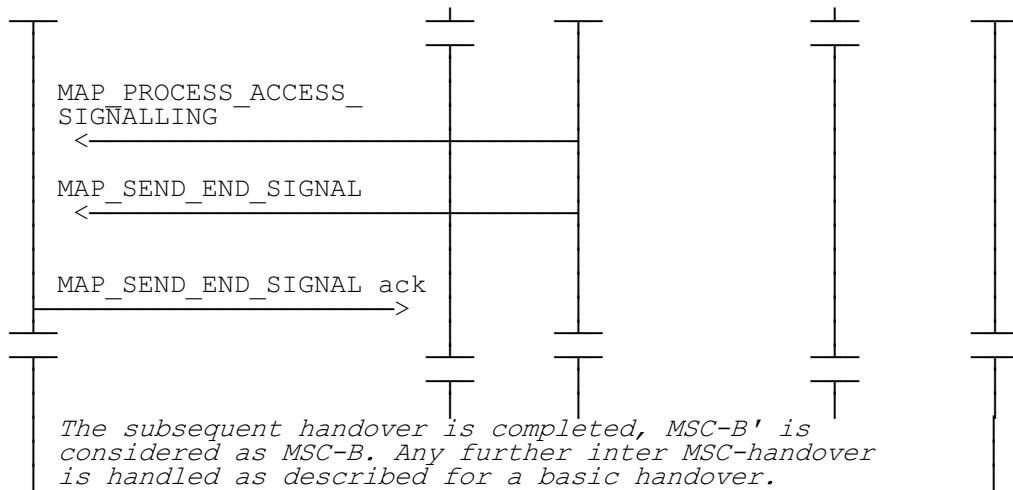 MAP_PROCESS_ACCESS_
SIGNALLING
MAP_SEND_END_SIGNAL
MAP_SEND_END_SIGNAL ack
The subsequent handover is completed, MSC-B' is
considered as MSC-B. Any further inter MSC-handover
is handled as described for a basic handover.